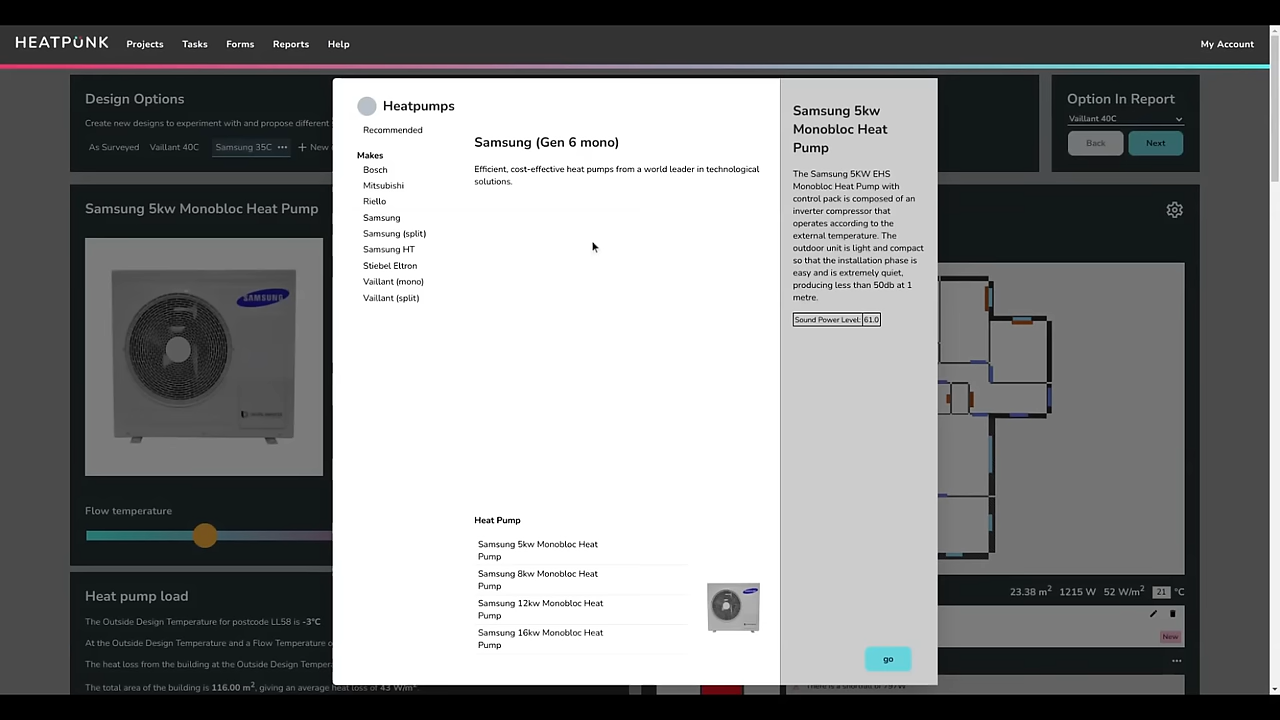 HEATPUNK
Projects
Tasks
Forms
Reports
Help
My Account
Design Options
Create new designs to experiment with and propose different
As Surveyed
Vaillant 40C
Samsung 35C
New
Option In Report
Vaillant 40C
Back
Next
Samsung 5kw Monobloc Heat Pump
SAMSUNG
Flow temperature
Heat pump load
The Outside Design Temperature for postcode LL58 is -3°C
At the Outside Design Temperature and a Flow Temperature
The heat loss from the building at the Outside Design
The total area of the building is 116.00 m², giving an average heat loss of 43 W/m².
Heatpumps
Recommended
Makes
Bosch
Mitsubishi
Riello
Samsung
Samsung (split)
Samsung HT
Stiebel Eltron
Vaillant (mono)
Vaillant (split)
Samsung (Gen 6 mono)
Efficient, cost-effective heat pumps from a world leader in technological
solutions.
Heat Pump
Samsung 5kw Monobloc Heat
Pump
Samsung 8kw Monobloc Heat
Pump
Samsung 12kw Monobloc Heat
Pump
Samsung 16kw Monobloc Heat
Pump
Samsung 5kw
Monobloc Heat
Pump
The Samsung 5KW EHS
Monobloc Heat Pump with
control pack is composed of an
inverter compressor that
operates according to the
external temperature. The
outdoor unit is light and compact
so that the installation phase is
easy and is extremely quiet,
producing less than 50db at 1
metre.
Sound Power Level: 61.0
go
23.38 m² 1215 W 52 W/m² 21 °C
New
There is a shortfall of 797W